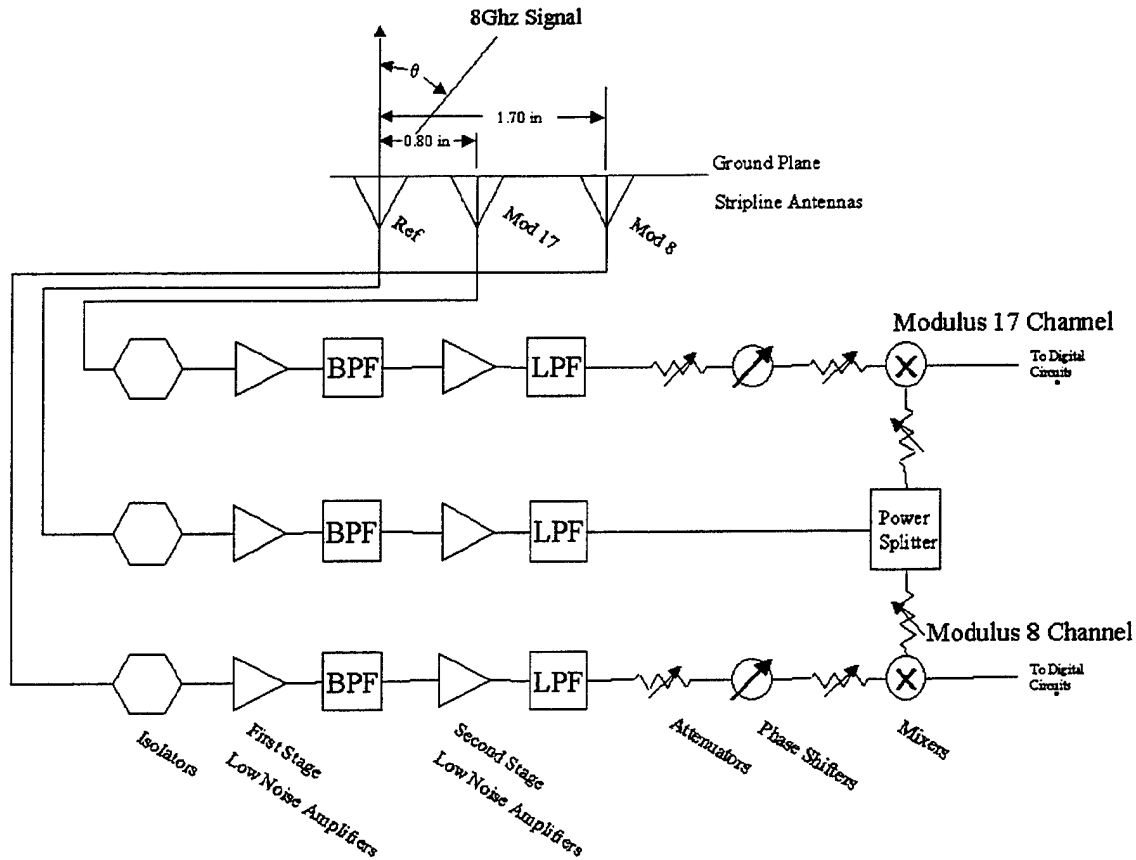 8Ghz Signal
θ
1.70 in
0.80 in
Ground Plane
Stripline Antennas
Ref
Mod 17
Mod 8
Modulus 17 Channel
BPF
LPF
To Digital
Circuits
BPF
LPF
Power
Splitter
Modulus 8 Channel
BPF
LPF
To Digital
Circuits
Isolators
First Stage
Low Noise Amplifiers
Second Stage
Low Noise Amplifiers
Attenuators
Phase Shifters
Mixers